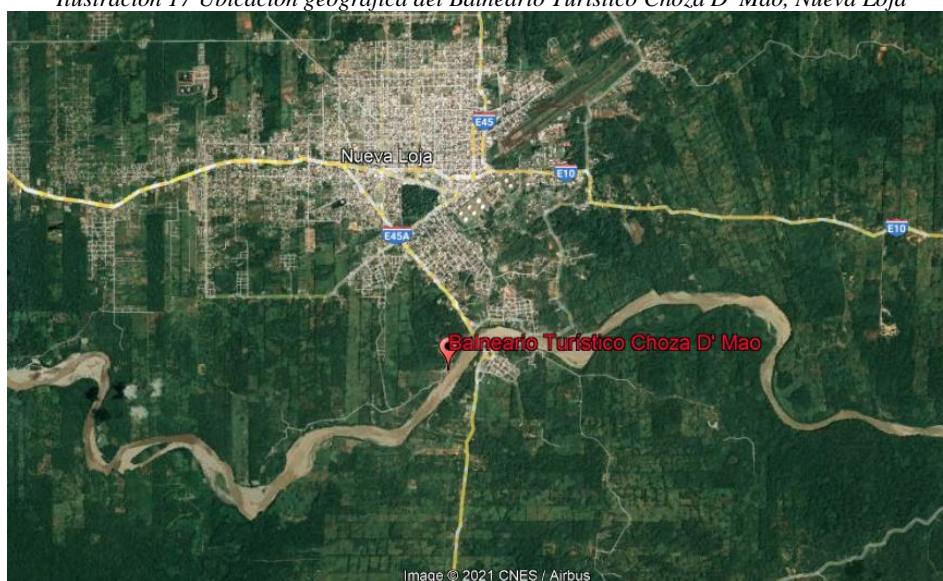 Ilustración 17 Ubicación geográfica del Balneario Turístico Choza D' Mao, Nueva Loja
E45
Nueva Loja
E10
E10
E45A
Balneario Turístico Choza D' Mao
Image © 2021 CNES / Airbus